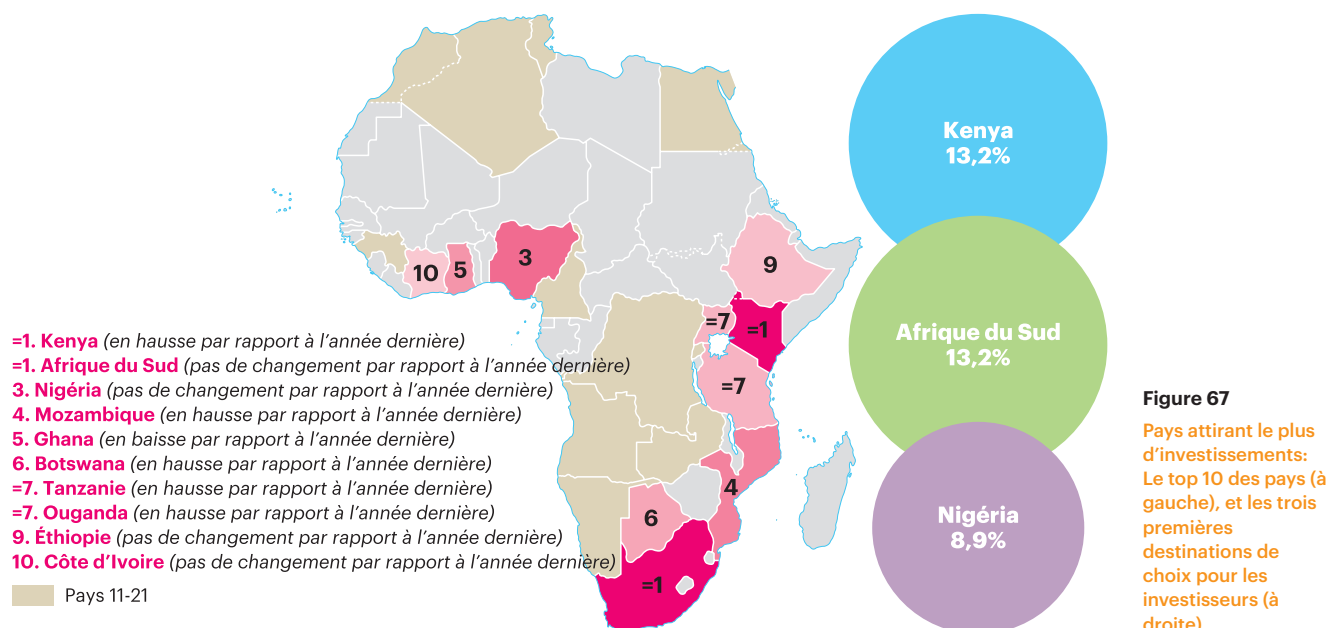 =1. Kenya (en hausse par rapport à l'année dernière)
=1. Afrique du Sud (pas de changement par rapport à l'année dernière)
3. Nigéria (pas de changement par rapport à l'année dernière)
4. Mozambique (en hausse par rapport à l'année dernière)
5. Ghana (en baisse par rapport à l'année dernière)
6. Botswana (en hausse par rapport à l'année dernière)
=7. Tanzanie (en hausse par rapport à l'année dernière)
=7. Ouganda (en hausse par rapport à l'année dernière)
9. Éthiopie (pas de changement par rapport à l'année dernière)
10. Côte d'Ivoire (pas de changement par rapport à l'année dernière)
Pays 11-21
10
5
3
9
=7
=1
=7
4
6
=1
Kenya
13,2%
Afrique du Sud
13,2%
Nigéria
8,9%
Figure 67
Pays attirant le plus
d'investissements:
Le top 10 des pays (à
gauche), et les trois
premières
destinations de
choix pour les
investisseurs (à
droite)